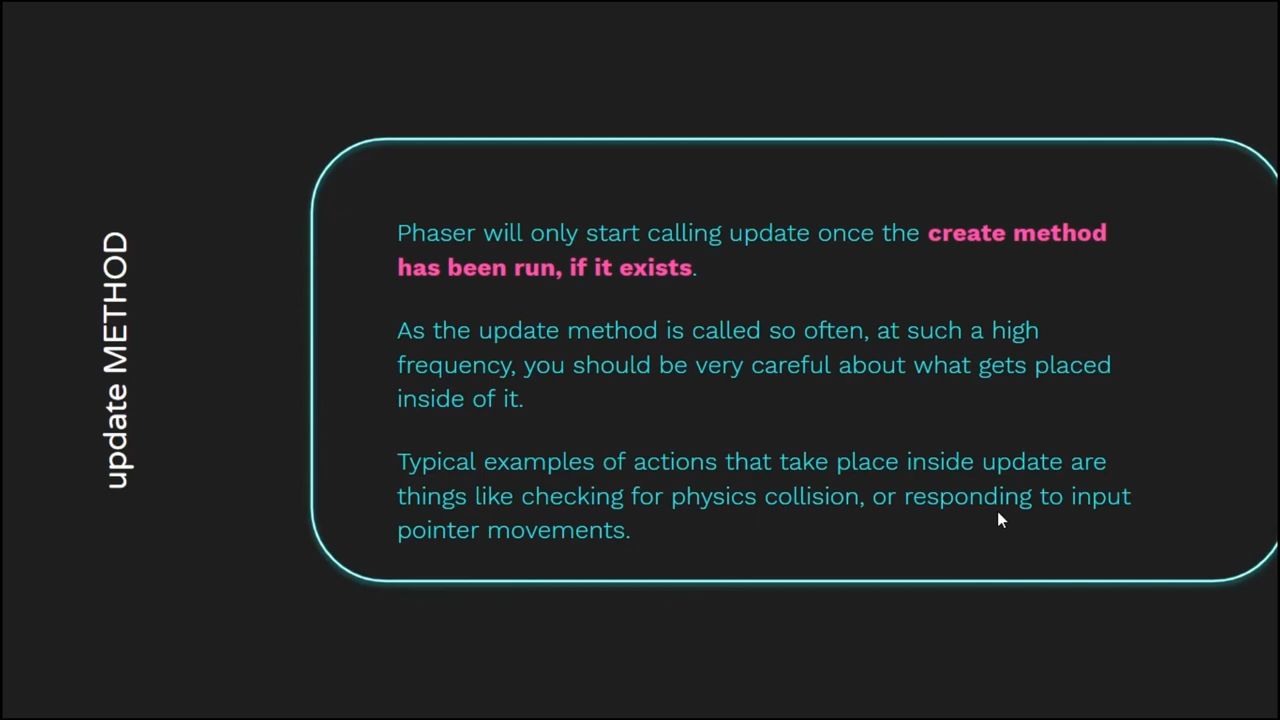 update METHOD
Phaser will only start calling update once the create method
has been run, if it exists.
As the update method is called so often, at such a high
frequency, you should be very careful about what gets placed
inside of it.
Typical examples of actions that take place inside update are
things like checking for physics collision, or responding to input
pointer movements.